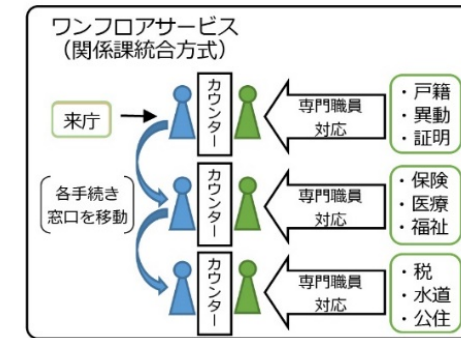 ワンフロアサービス
（関係課統合方式）
来庁
各手続き
窓口を移動
カウンター
専門職員
対応
・戸籍
・異動
・証明
カウンター
専門職員
対応
・保険
・医療
・福祉
カウンター
専門職員
対応
・税
・水道
・公住